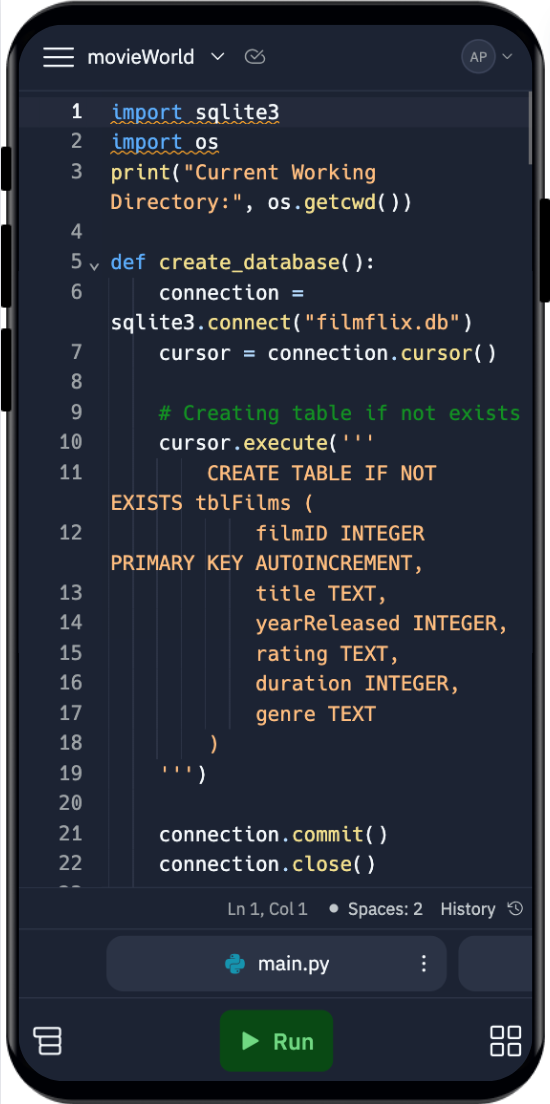 movieWorld
AP
1 import sqlite3
2 import os
3 print("Current Working
Directory:", os.getcwd())
4
5 def create_database():
6 connection =
sqlite3.connect("filmflix.db")
7 cursor = connection.cursor()
8
9 # Creating table if not exists
10 cursor.execute('''
11 CREATE TABLE IF NOT
EXISTS tblFilms (
12 filmID INTEGER
PRIMARY KEY AUTOINCREMENT,
13 title TEXT,
14 yearReleased INTEGER,
15 rating TEXT,
16 duration INTEGER,
17 genre TEXT
18 )
19 ''')
20
21 connection.commit()
22 connection.close()
Ln 1, Col 1 • Spaces: 2 History
main.py
Run